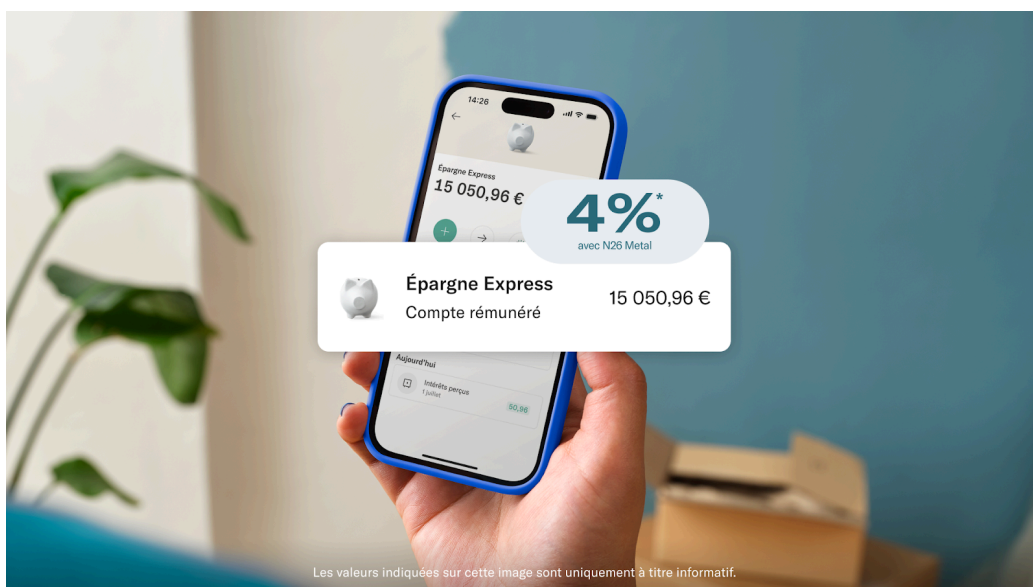 14:26
Épargne Express
15 050,96 €
4%*
avec N26 Metal
Épargne Express
15 050,96 €
Compte rémunéré
Aujourd'hui
Intérêts perçus
1 juillet
50,96
Les valeurs indiquées sur cette image sont uniquement à titre informatif.